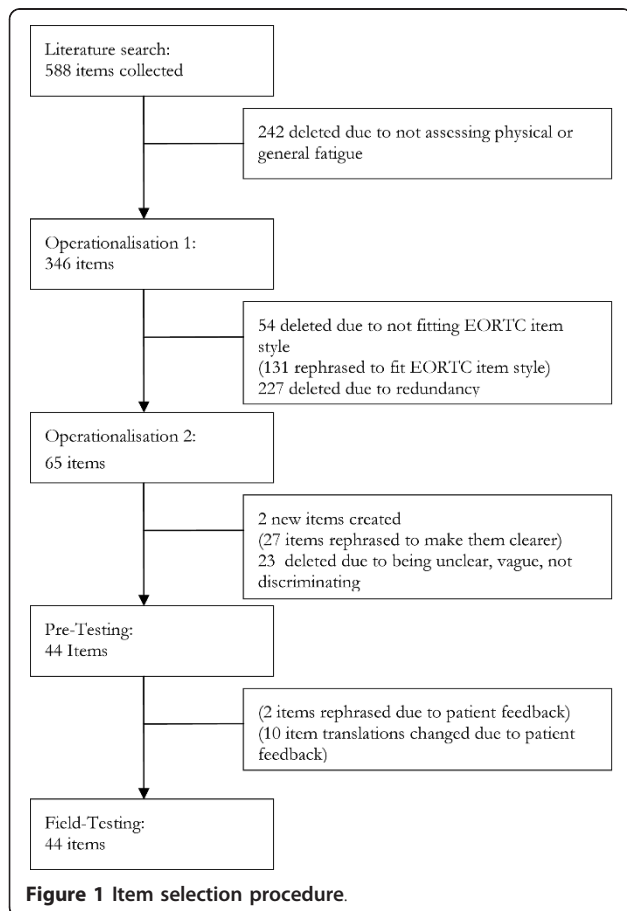 Literature search:
588 items collected
242 deleted due to not assessing physical or
general fatigue
Operationalisation 1:
346 items
54 deleted due to not fitting EORTC item
style
(131 rephrased to fit EORTC item style)
227 deleted due to redundancy
Operationalisation 2:
65 items
2 new items created
(27 items rephrased to make them clearer)
23 deleted due to being unclear, vague, not
discriminating
Pre-Testing:
44 Items
(2 items rephrased due to patient feedback)
(10 item translations changed due to patient
feedback)
Field-Testing:
44 items
Figure 1 Item selection procedure.